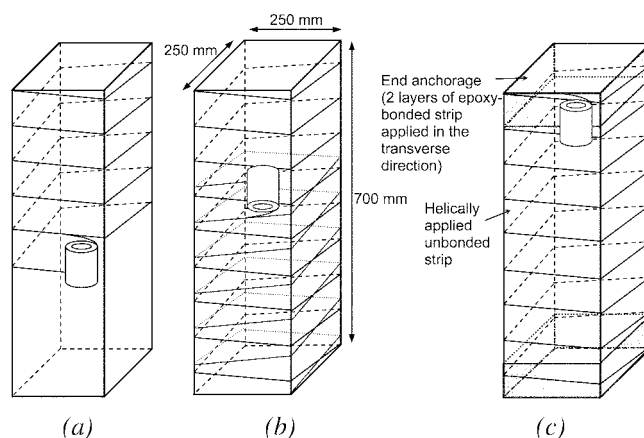 250 mm
250 mm
700 mm
End anchorage
(2 layers of epoxy-
bonded strip
applied in the
transverse
direction)
Helically
applied
unbonded
strip
(a)
(b)
(c)